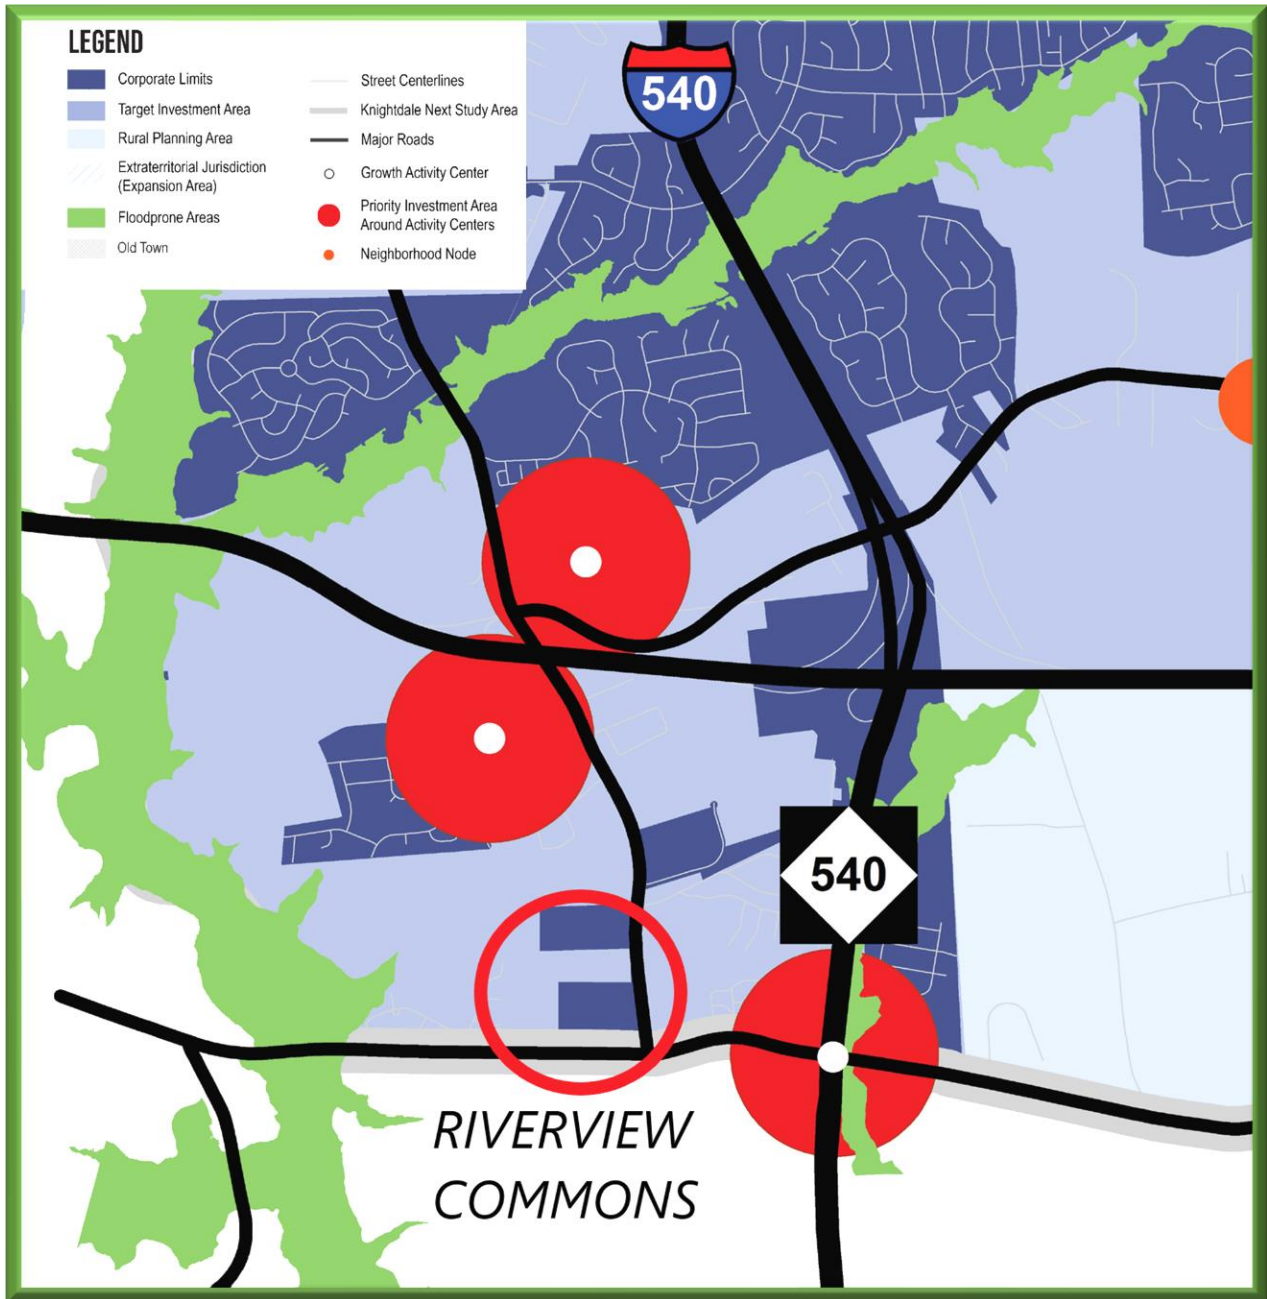 LEGEND
Corporate Limits
Target Investment Area
Rural Planning Area
Extraterritorial Jurisdiction
(Expansion Area)
Floodprone Areas
Old Town
Street Centerlines
Knightdale Next Study Area
Major Roads
Growth Activity Center
Priority Investment Area
Around Activity Centers
Neighborhood Node
540
540
RIVERVIEW
COMMONS